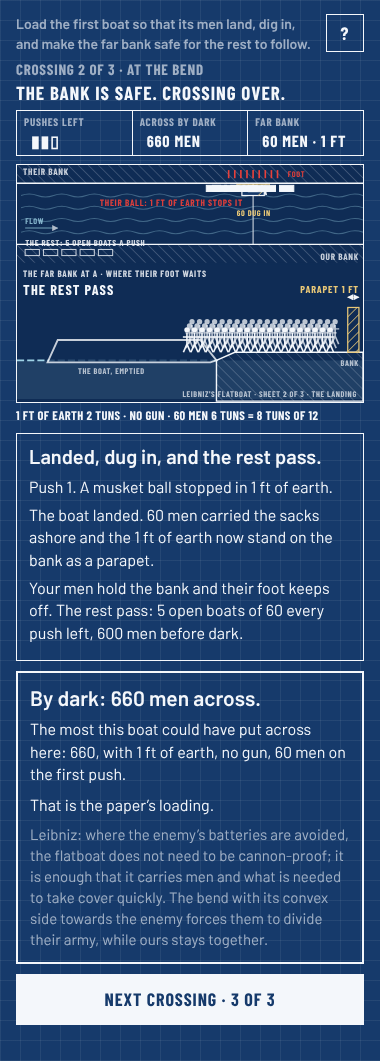 Load the first boat so that its men land, dig in,
and make the far bank safe for the rest to follow.
?
CROSSING 2 OF 3 · AT THE BEND
THE BANK IS SAFE. CROSSING OVER.
PUSHES LEFT
ACROSS BY DARK
660 MEN
FAR BANK
60 MEN · 1 FT
THEIR BANK
FOOT
THEIR BALL: 1 FT OF EARTH STOPS IT
60 DUG IN
FLOW
THE REST: 5 OPEN BOATS A PUSH
OUR BANK
THE FAR BANK AT A · WHERE THEIR FOOT WAITS
THE REST PASS
PARAPET 1 FT
THE BOAT, EMPTIED
BANK
LEIBNIZ'S FLATBOAT · SHEET 2 OF 3 · THE LANDING
1 FT OF EARTH 2 TUNS · NO GUN · 60 MEN 6 TUNS = 8 TUNS OF 12
Landed, dug in, and the rest pass.
Push 1. A musket ball stopped in 1 ft of earth.
The boat landed. 60 men carried the sacks
ashore and the 1 ft of earth now stand on the
bank as a parapet.
Your men hold the bank and their foot keeps
off. The rest pass: 5 open boats of 60 every
push left, 600 men before dark.
By dark: 660 men across.
The most this boat could have put across
here: 660, with 1 ft of earth, no gun, 60 men on
the first push.
That is the paper's loading.
Leibniz: where the enemy's batteries are avoided,
the flatboat does not need to be cannon-proof; it
is enough that it carries men and what is needed
to take cover quickly. The bend with its convex
side towards the enemy forces them to divide
their army, while ours stays together.
NEXT CROSSING · 3 OF 3